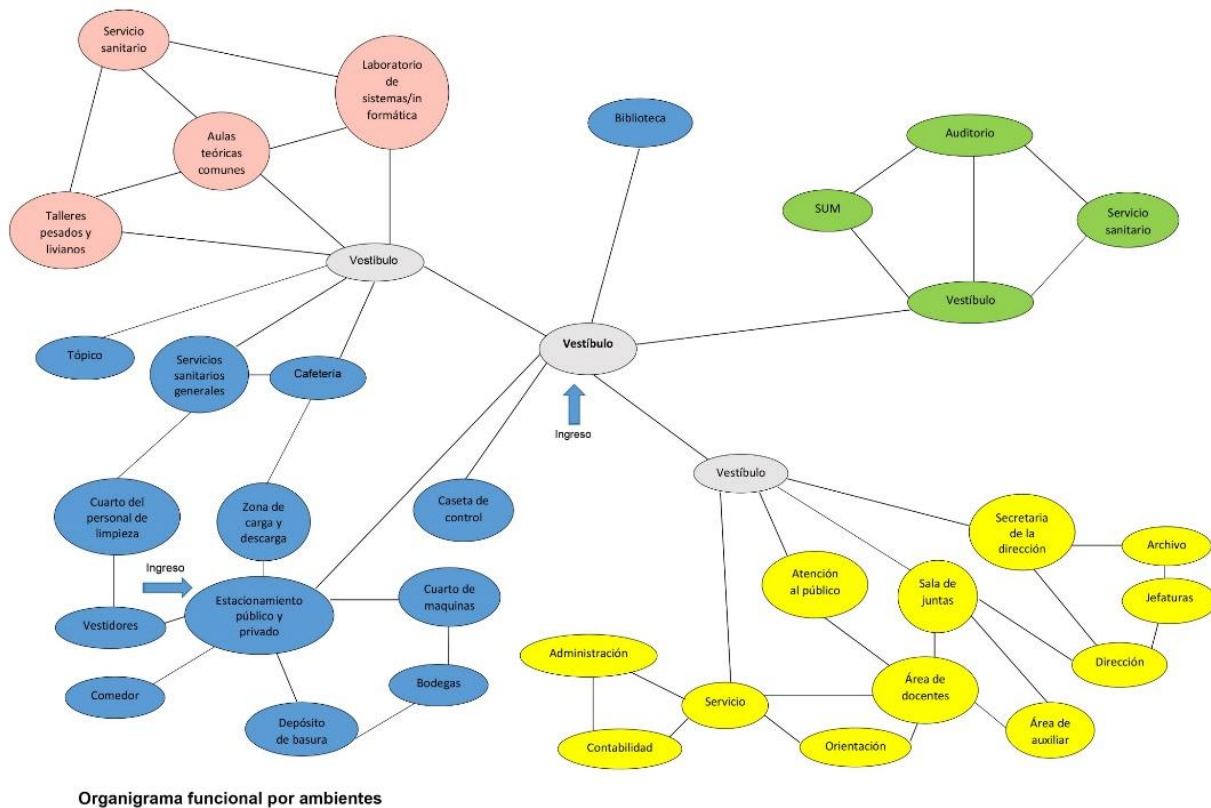 Servicio
sanitario
Laboratorio
de
sistemas/in
formática
Aulas
teóricas
comunes
Talleres
pesados y
livianos
Vestíbulo
Biblioteca
Auditorio
SUM
Servicio
sanitario
Vestíbulo
Vestíbulo
Ingreso
Tópico
Servicios
sanitarios
generales
Cafetería
Cuarto del
personal de
limpieza
Zona de
carga y
descarga
Caseta de
control
Ingreso
Estacionamiento
público y
privado
Vestidores
Cuarto de
maquinas
Comedor
Bodegas
Depósito
de basura
Vestíbulo
Secretaria
de la
dirección
Archivo
Atención
al público
Sala de
juntas
Jefaturas
Administración
Dirección
Servicio
Área de
docentes
Contabilidad
Orientación
Área de
auxiliar
Organigrama funcional por ambientes